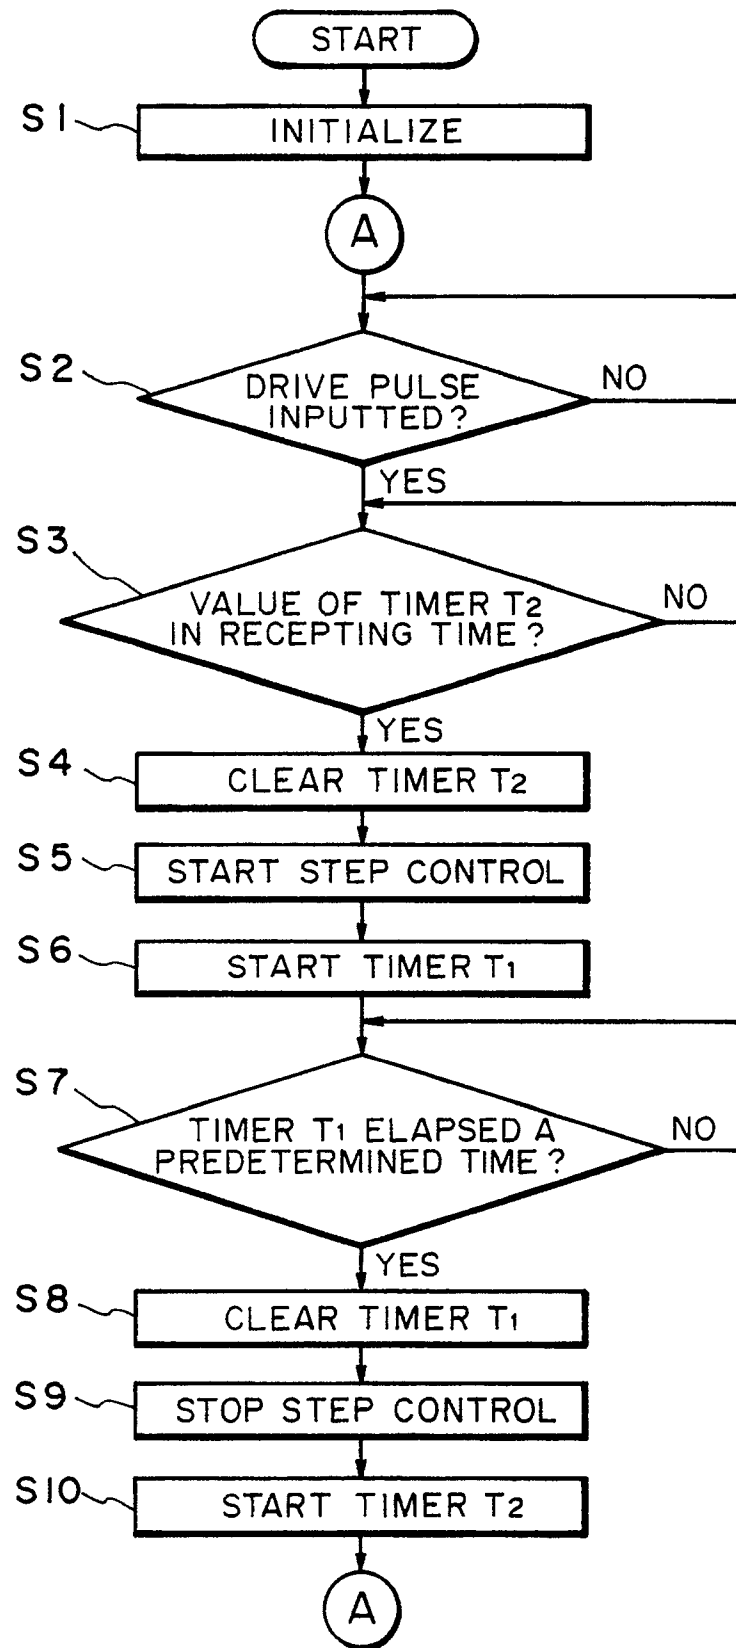 START
S1
INITIALIZE
A
S2
DRIVE PULSE
INPUTTED?
NO
YES
S3
VALUE OF TIMER T2
IN RECEPTING TIME?
NO
YES
S4
CLEAR TIMER T2
S5
START STEP CONTROL
S6
START TIMER T1
S7
TIMER T1 ELAPSED A
PREDETERMINED TIME?
NO
YES
S8
CLEAR TIMER T1
S9
STOP STEP CONTROL
S10
START TIMER T2
A